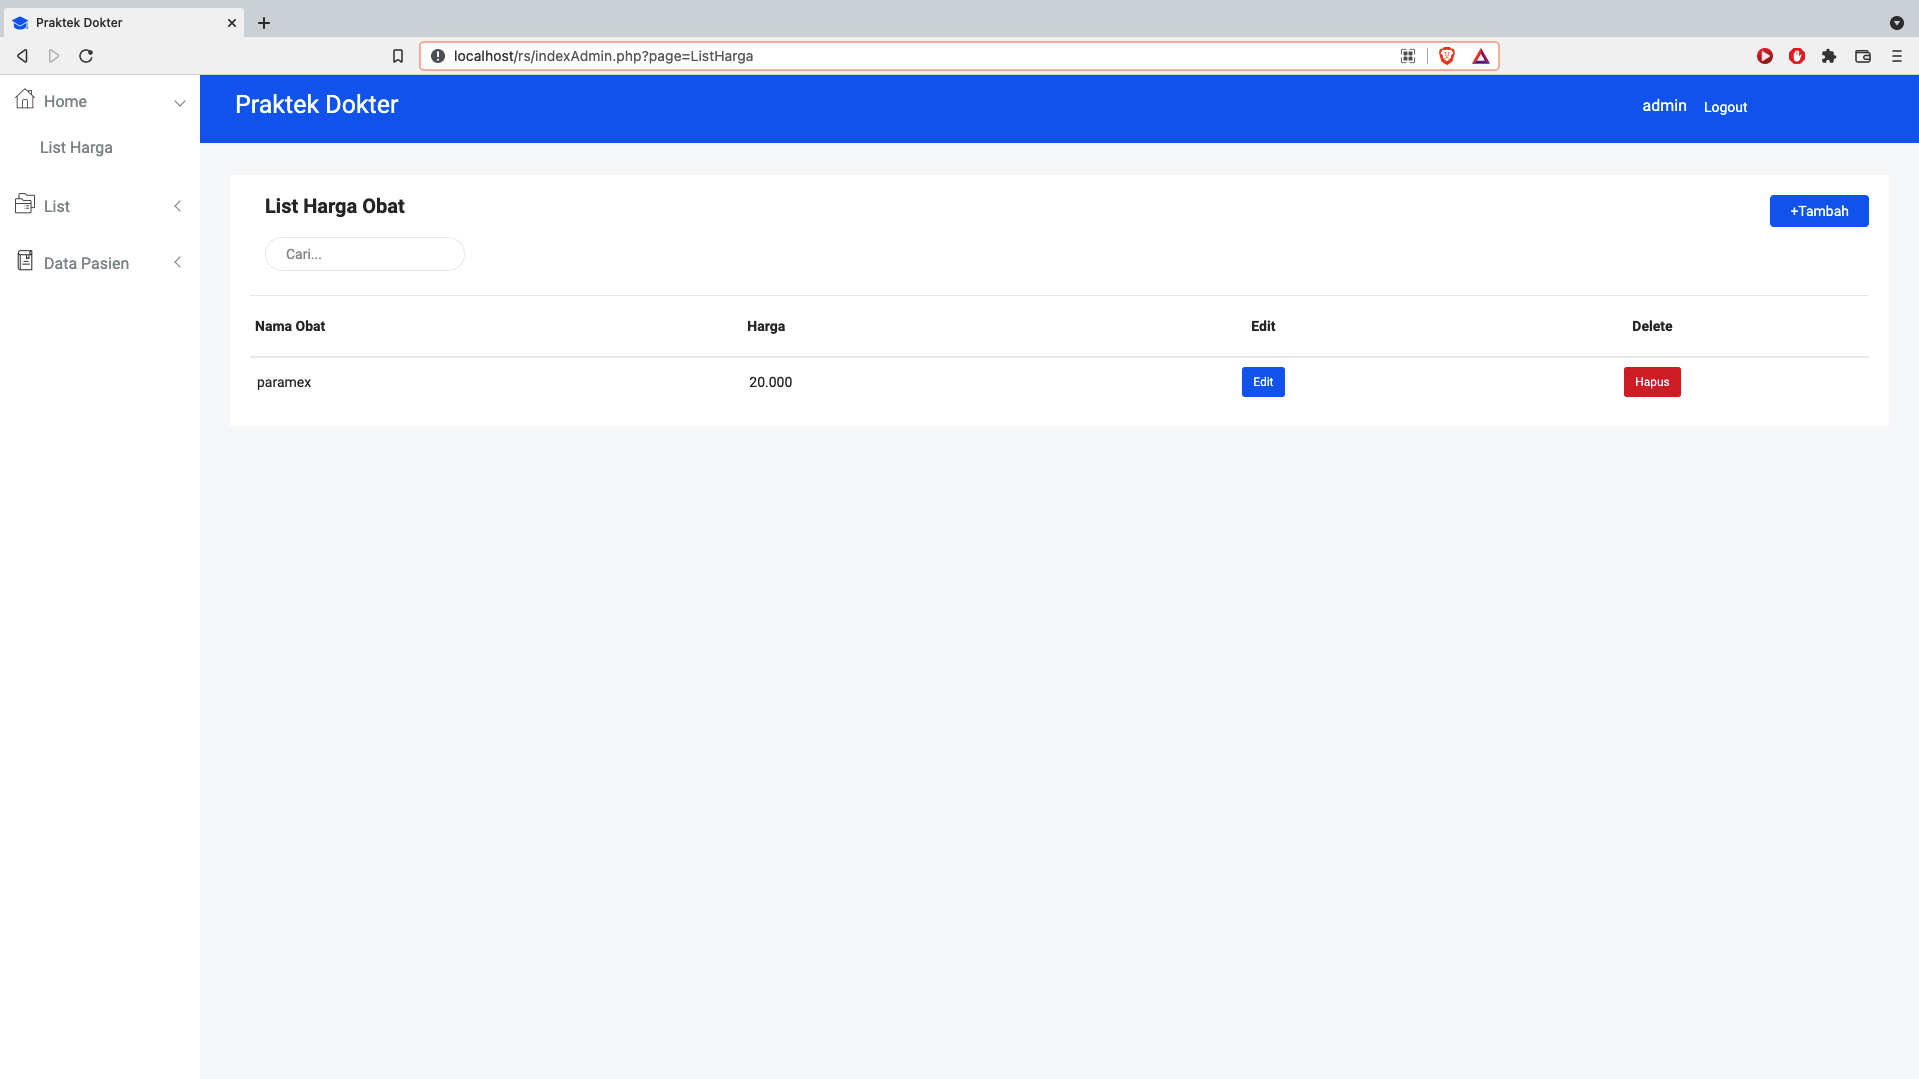 Praktek Dokter
localhost/rs/indexAdmin.php?page=ListHarga
Home
List Harga
List
Data Pasien
Praktek Dokter
admin
Logout
List Harga Obat
+Tambah
Cari...
Nama Obat Harga Edit Delete
paramex 20.000 Edit Hapus